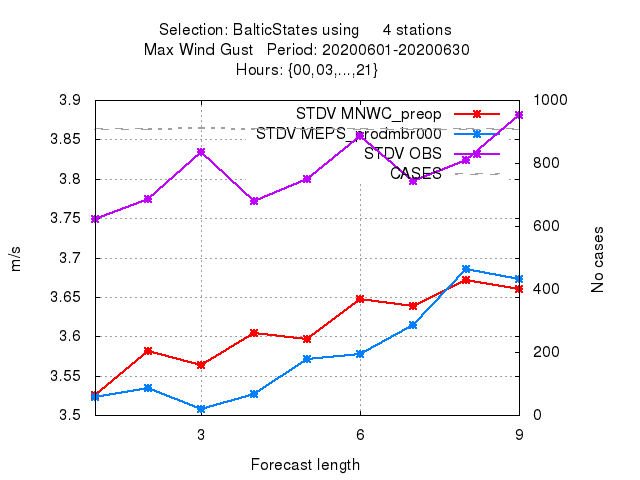 Selection: BalticStates using 4 stations
Max Wind Gust Period: 20200601-20200630
Hours: {00,03,...,21}
3.9
3.85
3.8
3.75
3.7
3.65
3.6
3.55
3.5
1000
800
600
400
200
0
3
6
9
m/s
No cases
Forecast length
STDV MNWC_preop
STDV MEPS_prodmbr000
STDV OBS
CASES